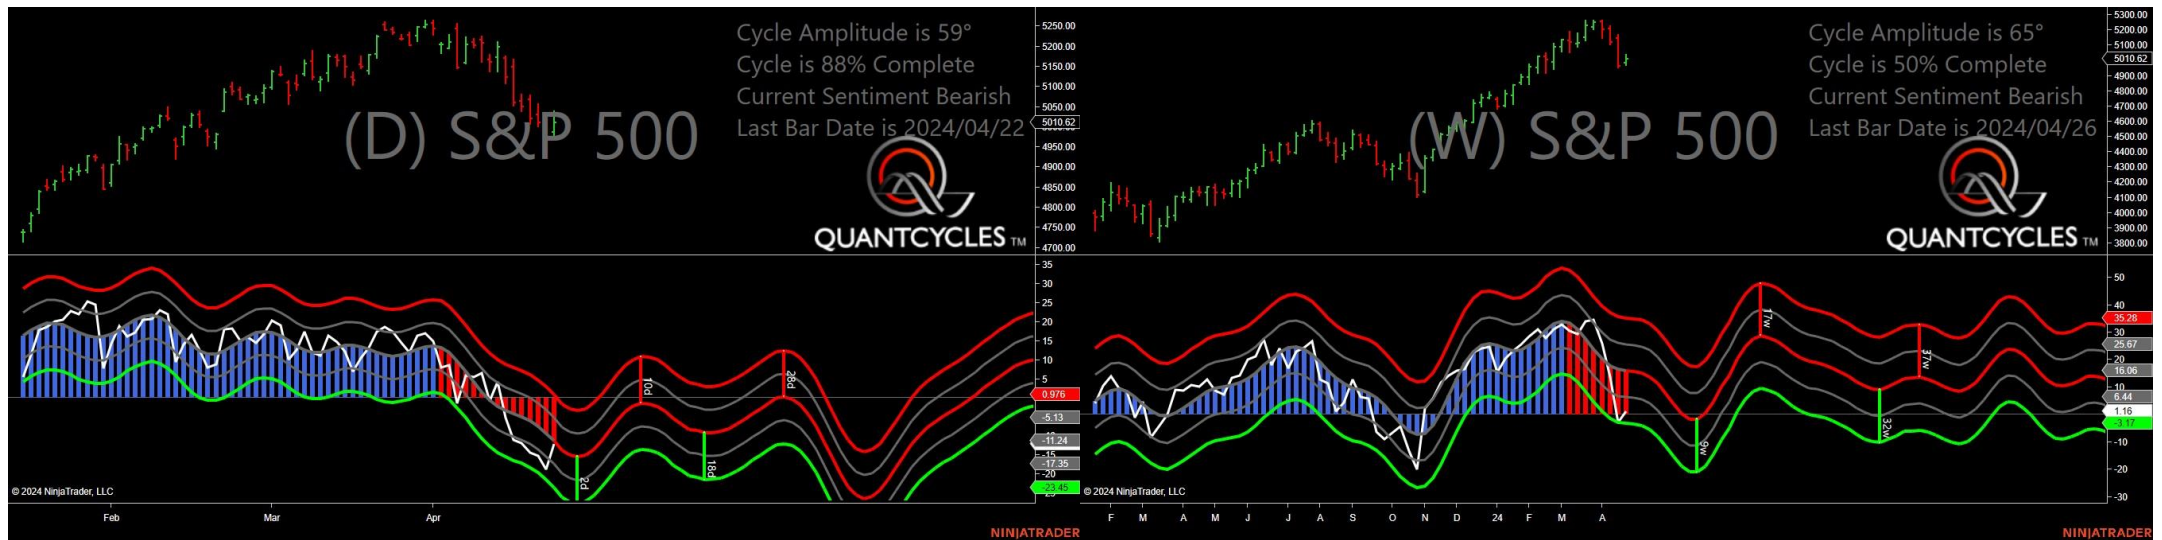 Cycle Amplitude is 59°
Cycle is 88% Complete
Current Sentiment Bearish
Last Bar Date is 2024/04/22
(D) S&P 500
QUANTCYCLES TM
5250.00
5200.00
5150.00
5100.00
5050.00
5010.62
4950.00
4900.00
4850.00
4800.00
4750.00
4700.00
35
30
25
20
15
10
5
0.976
-5.13
-11.24
-15
-17.35
-20
-23.45
2d
10d
18d
28d
© 2024 NinjaTrader, LLC
Feb Mar Apr
NINJATRADER
Cycle Amplitude is 65°
Cycle is 50% Complete
Current Sentiment Bearish
Last Bar Date is 2024/04/26
(W) S&P 500
QUANTCYCLES TM
5300.00
5200.00
5100.00
5010.62
4900.00
4800.00
4700.00
4600.00
4500.00
4400.00
4300.00
4200.00
4100.00
4000.00
3900.00
3800.00
50
40
35.28
30
25.67
20
16.06
10
6.44
1.16
-3.17
-10
-20
-30
9w
17w
32w
37w
© 2024 NinjaTrader, LLC
F M A M J J A S O N D 24 F M A
NINJATRADER